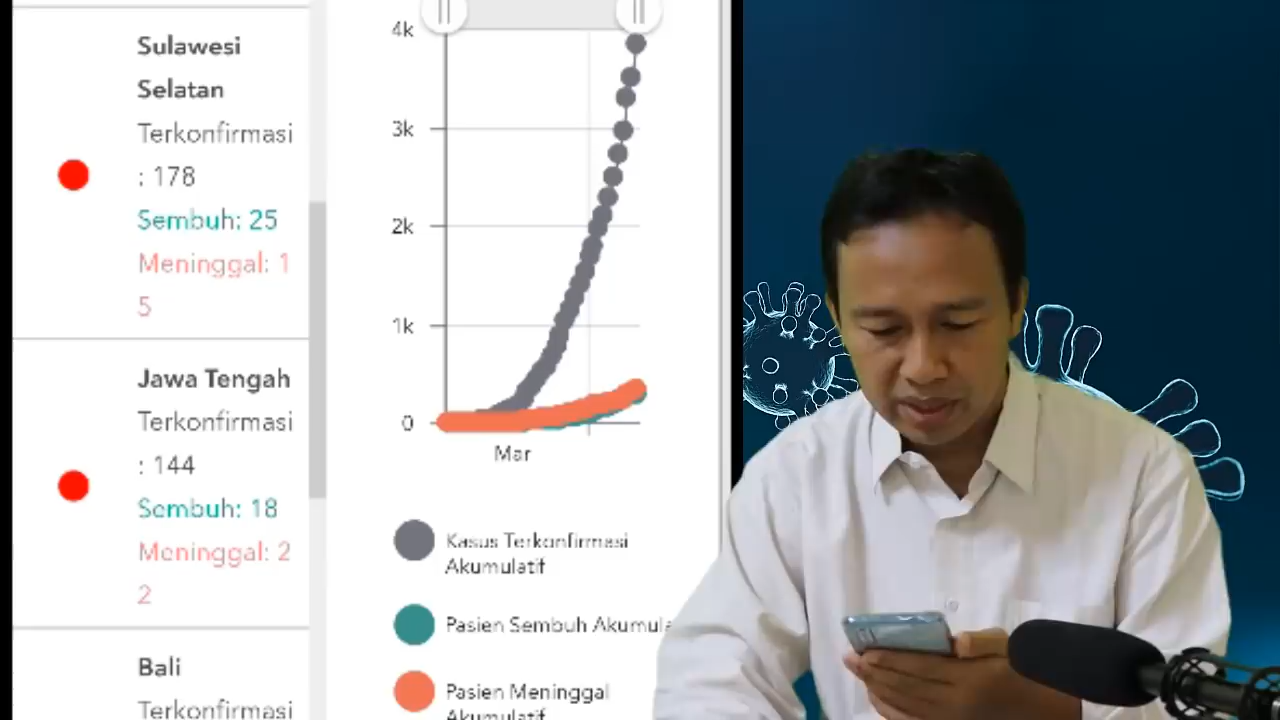 Sulawesi
Selatan
Terkonfirmasi
: 178
Sembuh: 25
Meninggal: 1
5
Jawa Tengah
Terkonfirmasi
: 144
Sembuh: 18
Meninggal: 2
2
Bali
Terkonfirmasi
4k
3k
2k
1k
0
Mar
Kasus Terkonfirmasi
Akumulatif
Pasien Sembuh Akumula
Pasien Meninggal
Akumulatif